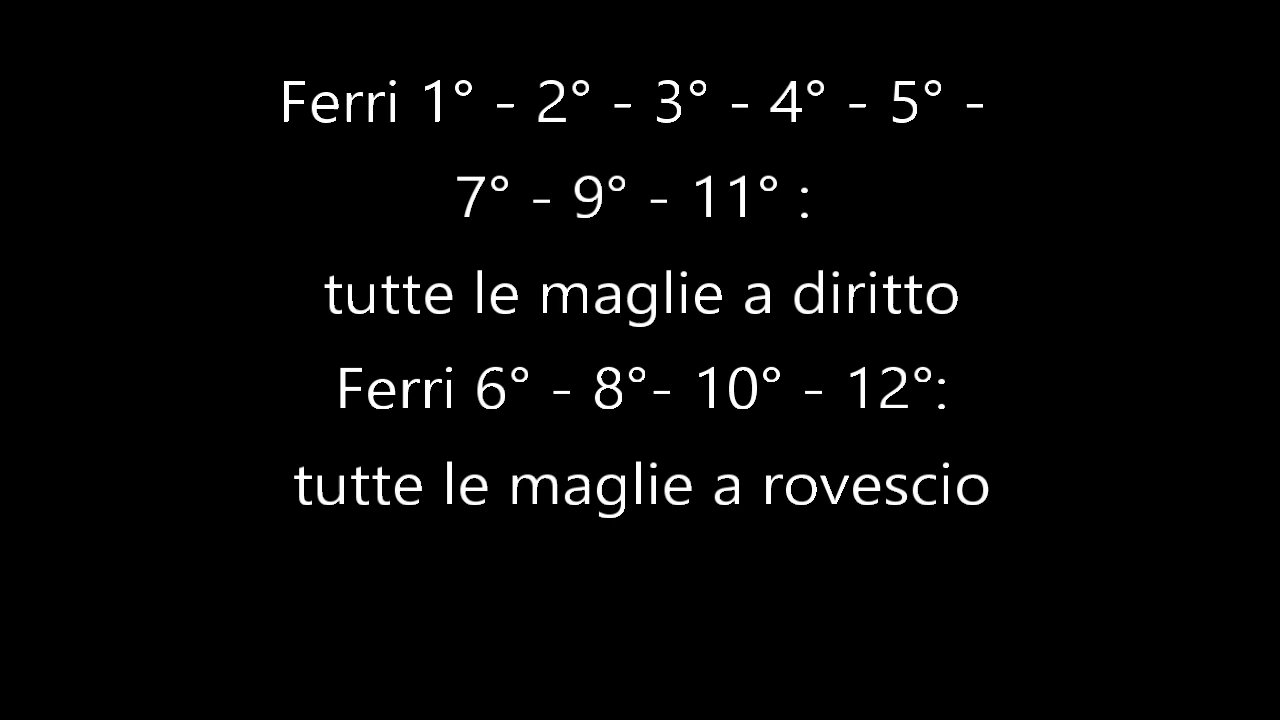 Ferri 1° - 2° - 3° - 4° - 5° -
7° - 9° - 11° :
tutte le maglie a diritto
Ferri 6° - 8°- 10° - 12°:
tutte le maglie a rovescio